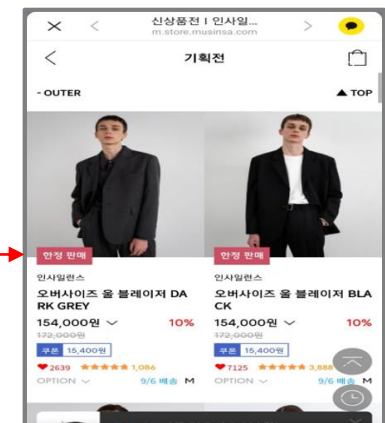 신상품전 I 인사일...
m.store.musinsa.com
기획전
- OUTER
▲ TOP
한정 판매
한정 판매
인사일런스
오버사이즈 울 블레이저 DA
RK GREY
154,000원
10%
172,000원
쿠폰 15,400원
2639 ★★★★★ 1,086
OPTION
9/6 배송 M
인사일런스
오버사이즈 울 블레이저 BLA
CK
154,000원
10%
172,000원
쿠폰 15,400원
7125 ★★★★★ 3,888
OPTION
9/6 배송 M